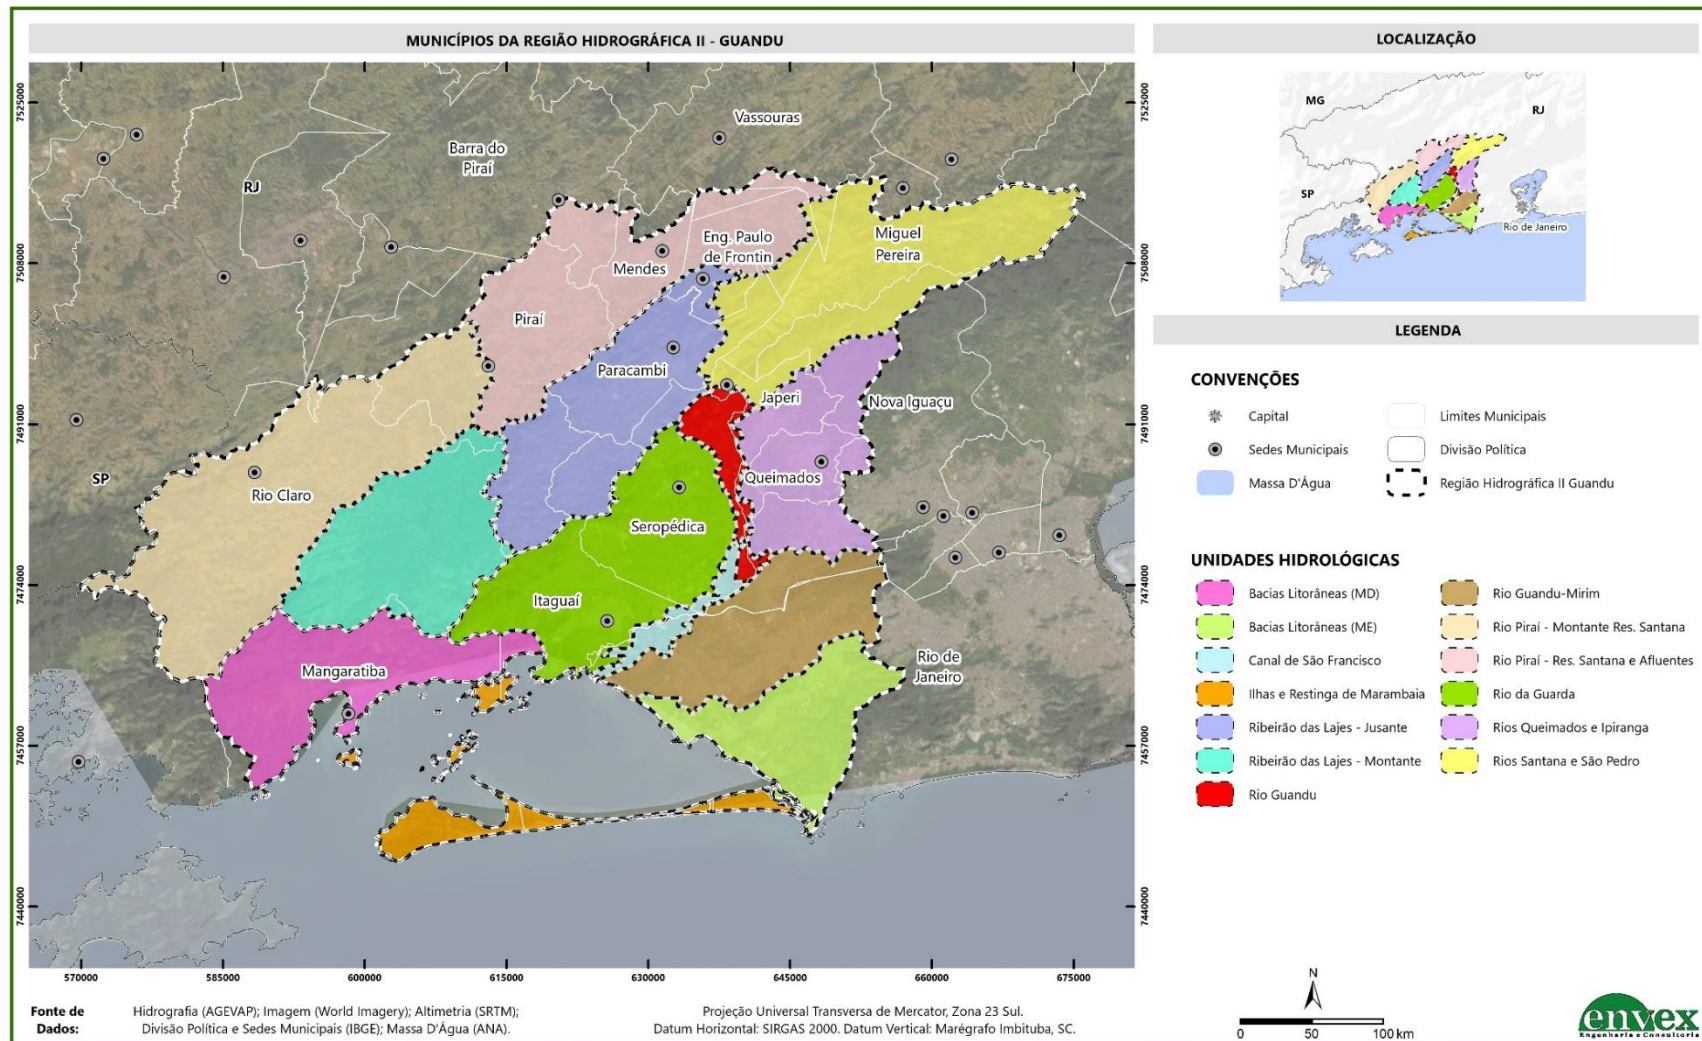 MUNICÍPIOS DA REGIÃO HIDROGRÁFICA II - GUANDU
7525000
7508000
7491000
7474000
7457000
7440000
7525000
7508000
7491000
7474000
7457000
7440000
570000
585000
600000
615000
630000
645000
660000
675000
Vassouras
Barra do
Piraí
RJ
Miguel
Pereira
Eng. Paulo
de Frontin
Mendes
Piraí
Paracambi
Japeri
Nova Iguaçu
SP
Rio Claro
Queimados
Seropédica
Itaguaí
Mangaratiba
Rio de
Janeiro
LOCALIZAÇÃO
MG
RJ
SP
Rio de Janeiro
LEGENDA
CONVENÇÕES
Capital
Sedes Municipais
Massa D'Água
Limites Municipais
Divisão Política
Região Hidrográfica II Guandu
UNIDADES HIDROLÓGICAS
Bacias Litorâneas (MD)
Bacias Litorâneas (ME)
Canal de São Francisco
Ilhas e Restinga de Marambaia
Ribeirão das Lajes - Jusante
Ribeirão das Lajes - Montante
Rio Guandu
Rio Guandu-Mirim
Rio Piraí - Montante Res. Santana
Rio Piraí - Res. Santana e Afluentes
Rio da Guarda
Rios Queimados e Ipiranga
Rios Santana e São Pedro
Fonte de
Dados:
Hidrografia (AGEVAP); Imagem (World Imagery); Altimetria (SRTM);
Divisão Política e Sedes Municipais (IBGE); Massa D'Água (ANA).
Projeção Universal Transversa de Mercator, Zona 23 Sul.
Datum Horizontal: SIRGAS 2000. Datum Vertical: Marégrafo Imbituba, SC.
N
0 50 100 km
envex
Engenharia e Consultoria